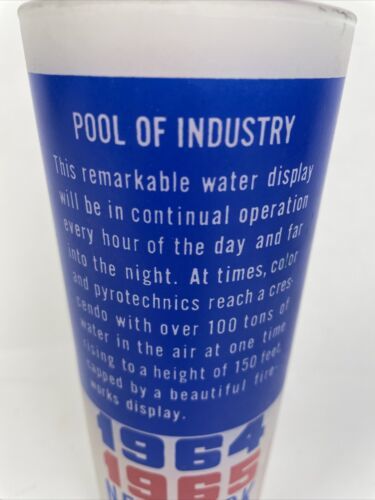 POOL OF INDUSTRY
This remarkable water display
will be in continual operation
every hour of the day and far
into the night. At times, color
and pyrotechnics reach a cres-
cendo with over 100 tons of
water in the air at one time
rising to a height of 150 feet,
capped by a beautiful fire-
works display.
1964
1965